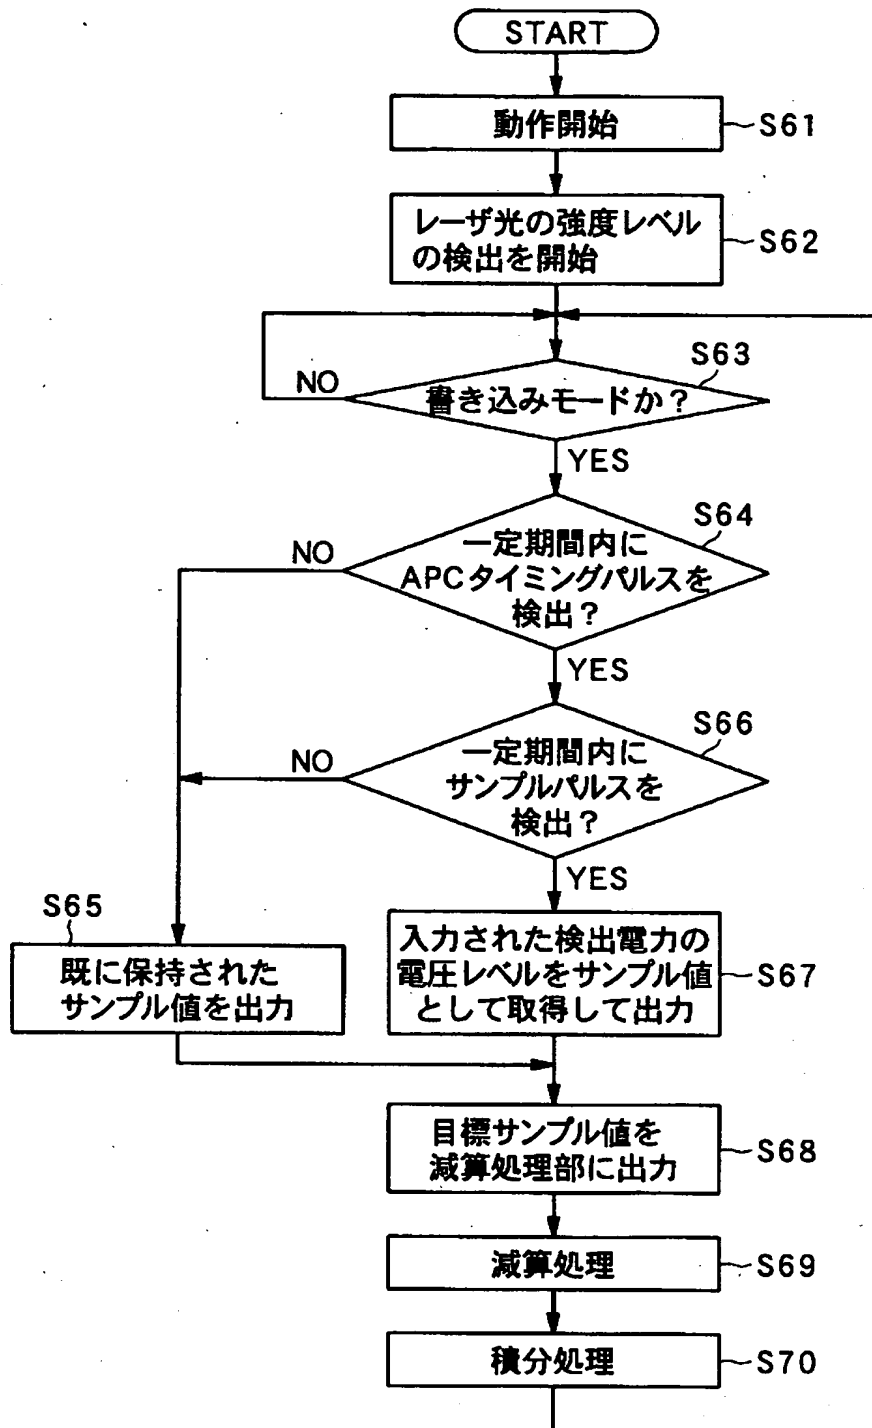 START
動作開始
S61
レーザ光の強度レベル
の検出を開始
S62
S63
NO
書き込みモードか？
YES
S64
NO
一定期間内に
APCタイミングパルスを
検出？
YES
S66
NO
一定期間内に
サンプルパルスを
検出？
YES
S65
既に保持された
サンプル値を出力
入力された検出電力の
電圧レベルをサンプル値
として取得して出力
S67
目標サンプル値を
減算処理部に出力
S68
減算処理
S69
積分処理
S70